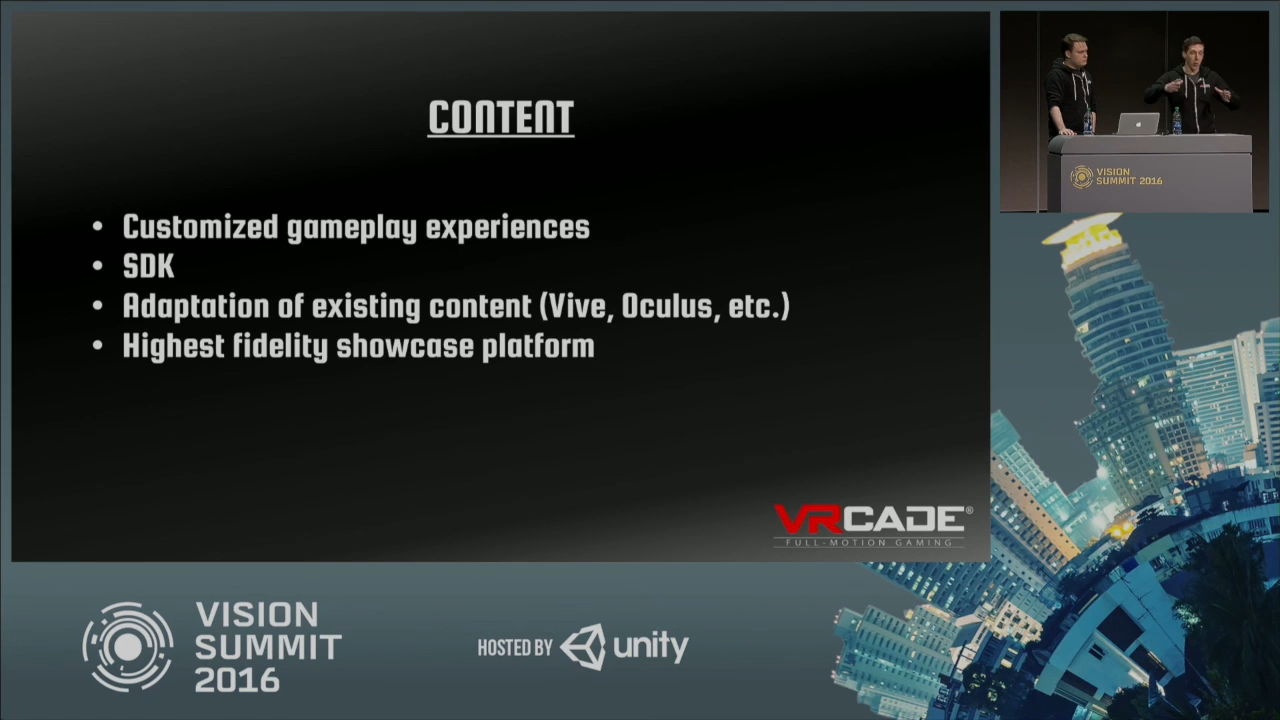 CONTENT
• Customized gameplay experiences
• SDK
• Adaptation of existing content (Vive, Oculus, etc.)
• Highest fidelity showcase platform
VRCADE®
FULL-MOTION GAMING
VISION
SUMMIT 2016
VISION
SUMMIT
2016
HOSTED BY unity